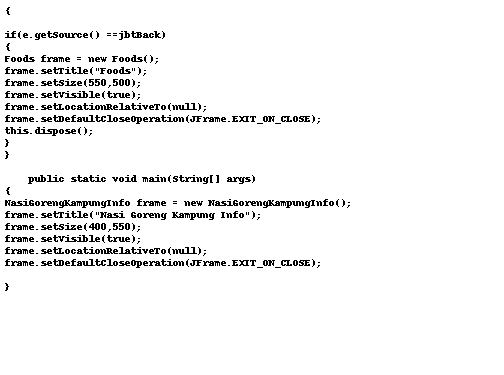 {
if(e.getSource() ==jbtBack)
{
Foods frame = new Foods();
frame.setTitle("Foods");
frame.setSize(550,500);
frame.setVisible(true);
frame.setLocationRelativeTo(null);
frame.setDefaultCloseOperation(JFrame.EXIT_ON_CLOSE);
this.dispose();
}
}
public static void main(String[] args)
{
NasiGorengKampungInfo frame = new NasiGorengKampungInfo();
frame.setTitle("Nasi Goreng Kampung Info");
frame.setSize(400,550);
frame.setVisible(true);
frame.setLocationRelativeTo(null);
frame.setDefaultCloseOperation(JFrame.EXIT_ON_CLOSE);
}